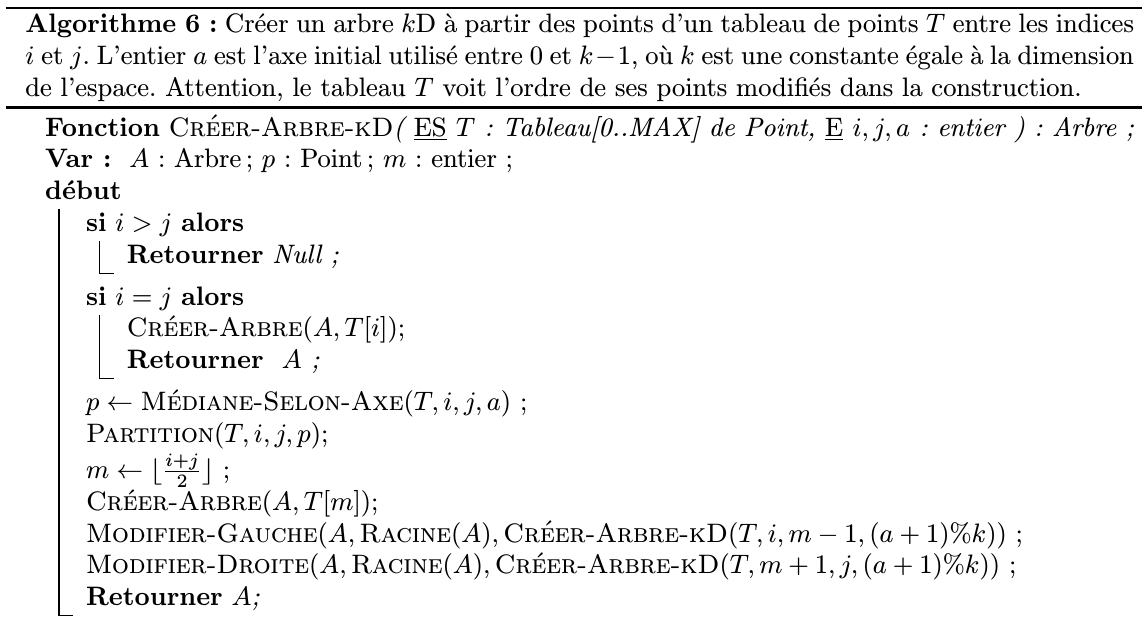 Algorithme 6 : Créer un arbre kD à partir des points d'un tableau de points T entre les indices
i et j. L'entier a est l'axe initial utilisé entre 0 et k−1, où k est une constante égale à la dimension
de l'espace. Attention, le tableau T voit l'ordre de ses points modifiés dans la construction.
Fonction CRÉER-ARBRE-KD( ES T : Tableau[0..MAX] de Point, E i, j, a : entier ) : Arbre ;
Var : A : Arbre ; p : Point ; m : entier ;
début
si i > j alors
Retourner Null ;
si i = j alors
CRÉER-ARBRE(A, T[i]);
Retourner A ;
p ← MÉDIANE-SELON-AXE(T, i, j, a) ;
PARTITION(T, i, j, p);
m ← ⌊(i+j)/2⌋ ;
CRÉER-ARBRE(A, T[m]);
MODIFIER-GAUCHE(A, RACINE(A), CRÉER-ARBRE-KD(T, i, m − 1, (a + 1)%k)) ;
MODIFIER-DROITE(A, RACINE(A), CRÉER-ARBRE-KD(T, m + 1, j, (a + 1)%k)) ;
Retourner A;